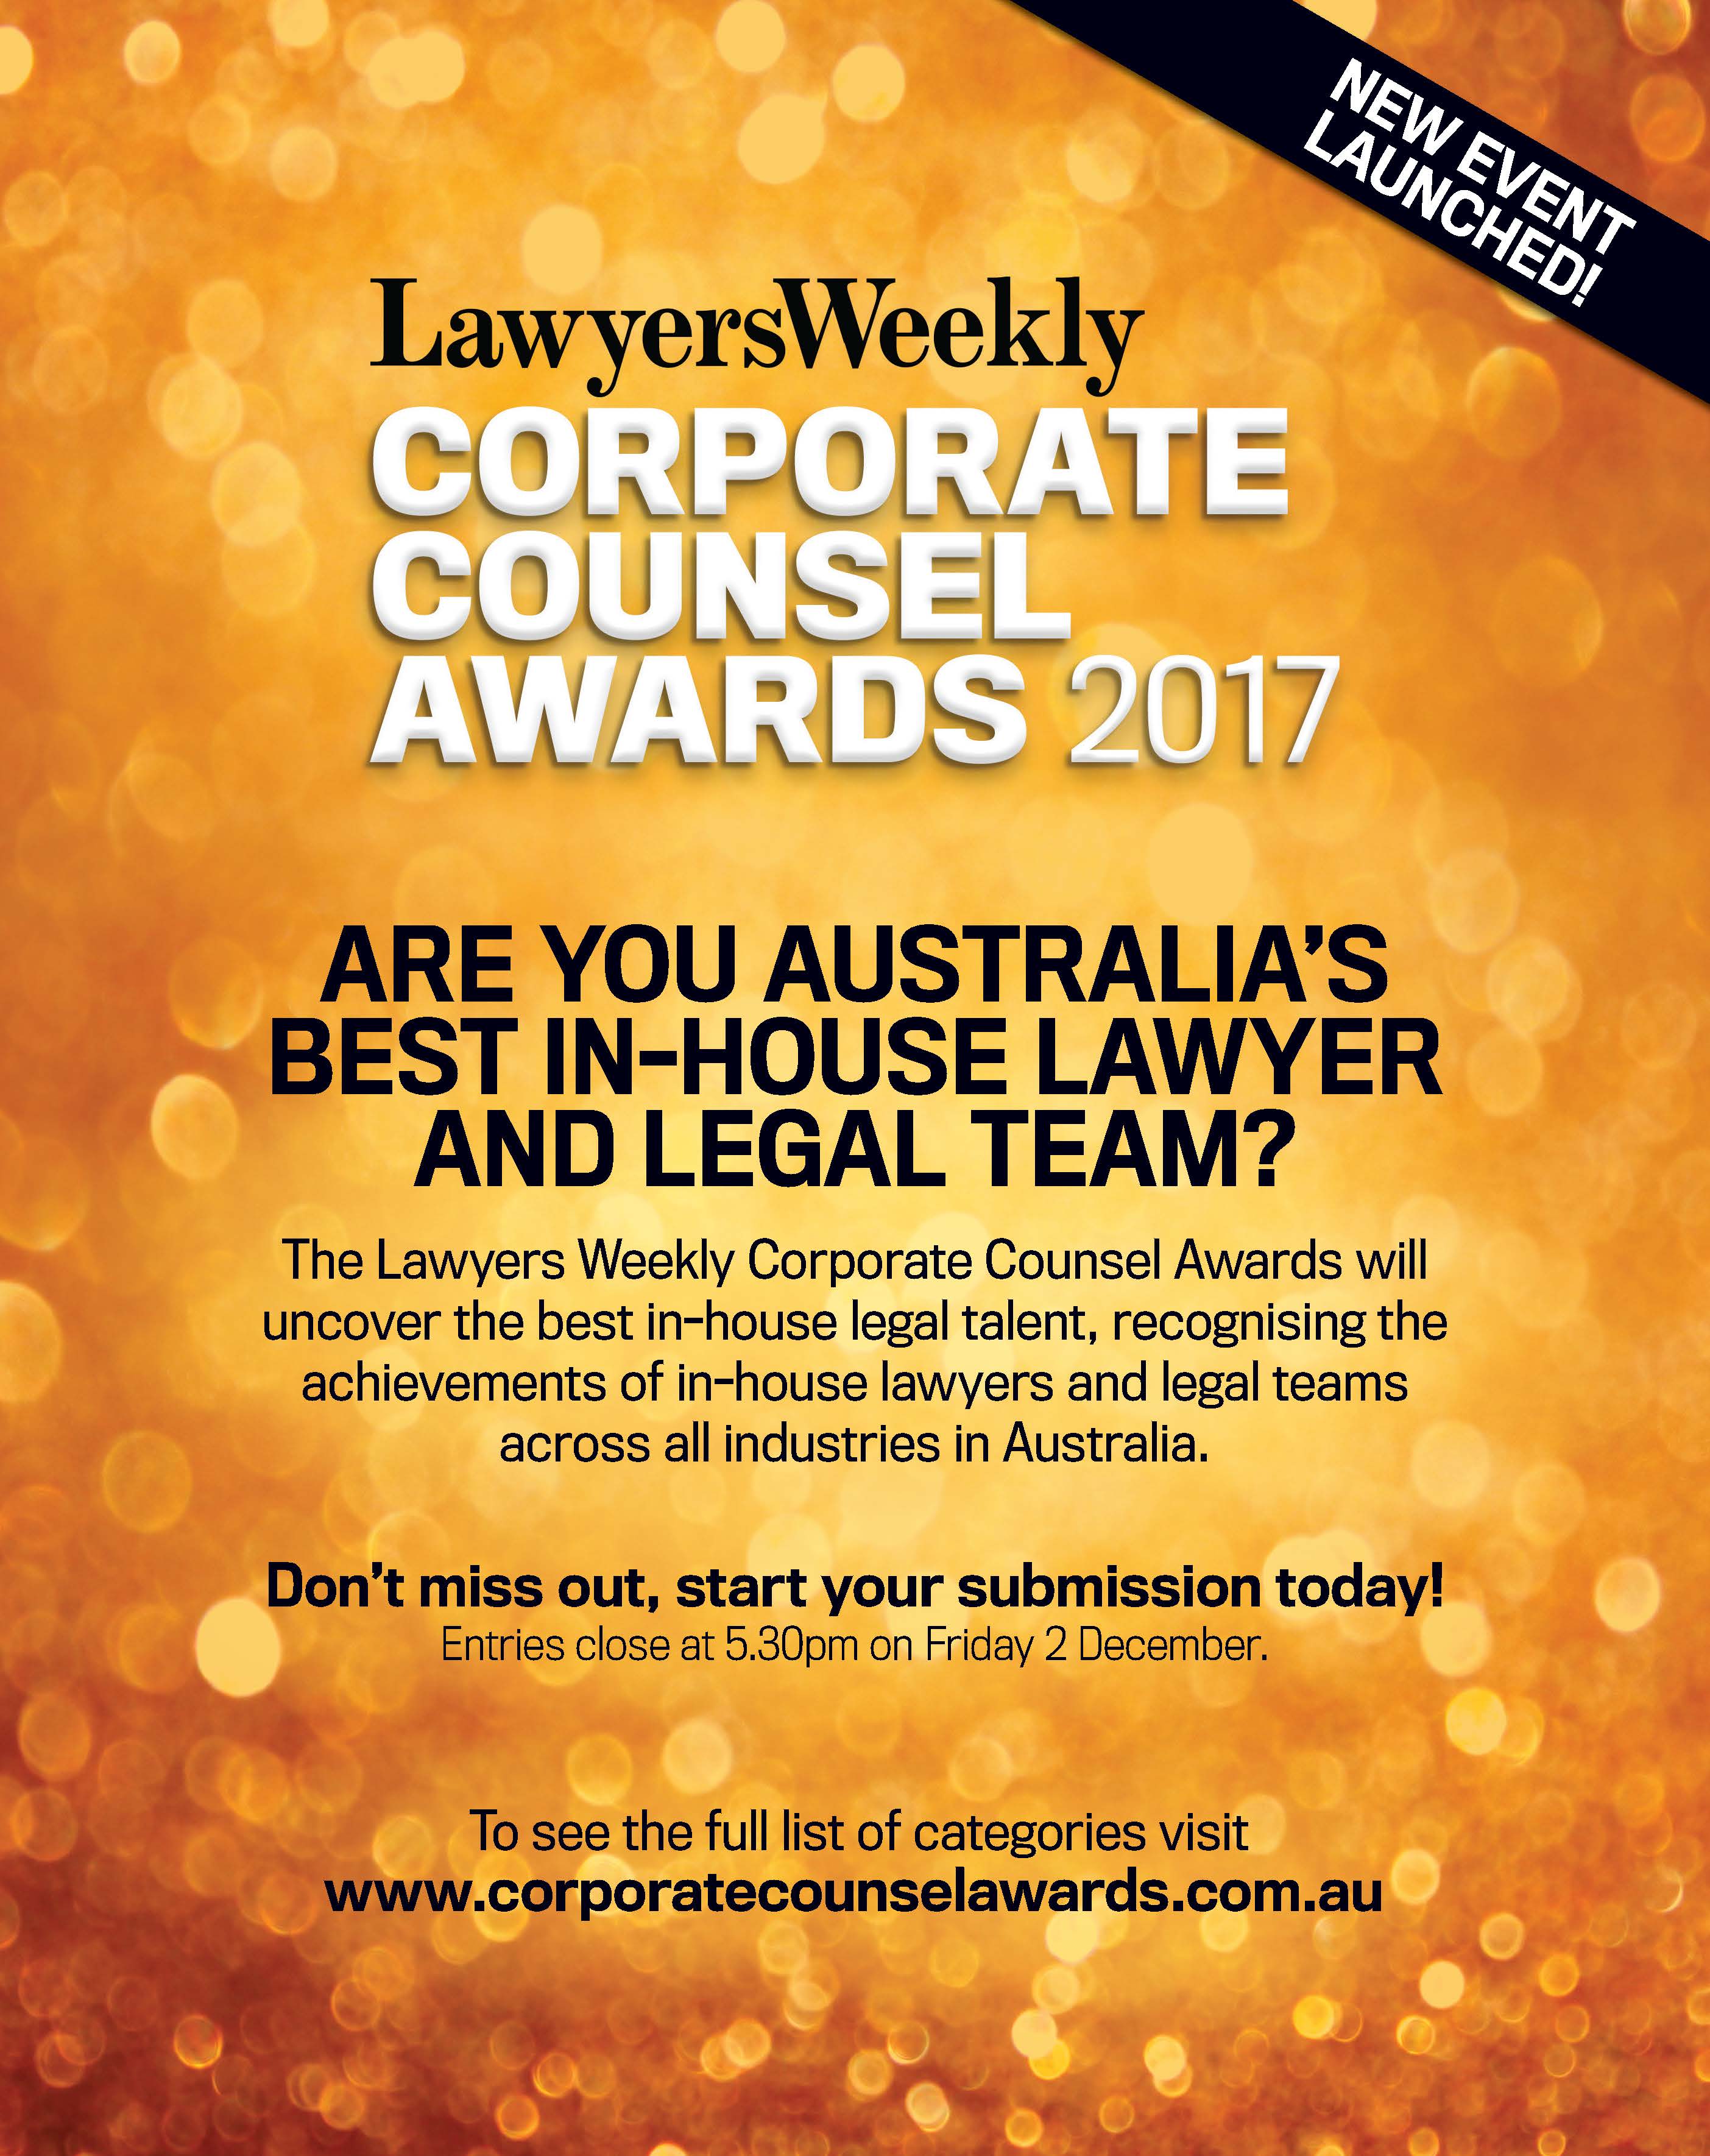 NEW EVENT
LAUNCHED!
LawyersWeekly
CORPORATE
COUNSEL
AWARDS 2017
ARE YOU AUSTRALIA’S
BEST IN-HOUSE LAWYER
AND LEGAL TEAM?
The Lawyers Weekly Corporate Counsel Awards will
uncover the best in-house legal talent, recognising the
achievements of in-house lawyers and legal teams
across all industries in Australia.
Don’t miss out, start your submission today!
Entries close at 5.30pm on Friday 2 December.
To see the full list of categories visit
www.corporatecounselawards.com.au